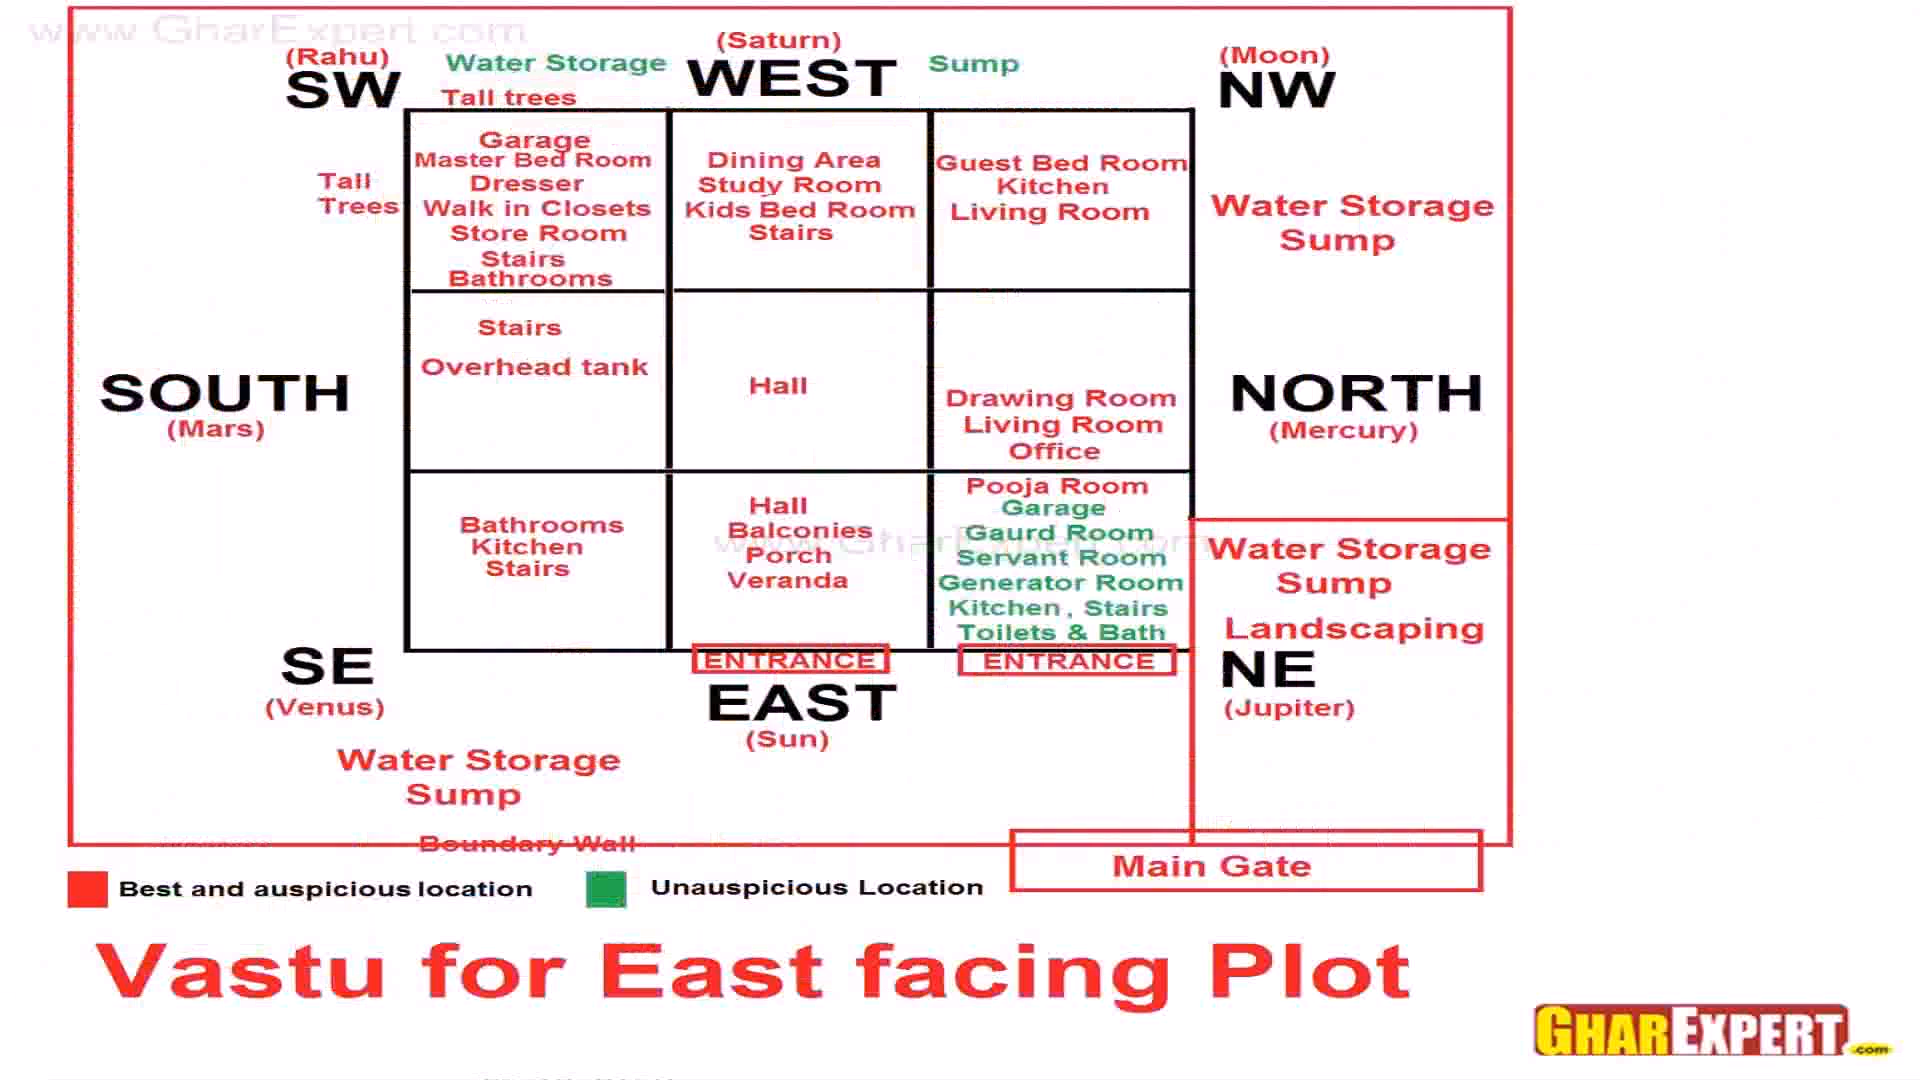 www GharExpert.com
(Rahu)
SW
Water Storage
Tall trees
(Saturn)
WEST
Sump
(Moon)
NW
Tall
Trees
Garage
Master Bed Room
Dresser
Walk in Closets
Store Room
Stairs
Bathrooms
Dining Area
Study Room
Kids Bed Room
Stairs
Guest Bed Room
Kitchen
Living Room
Water Storage
Sump
SOUTH
(Mars)
Stairs
Overhead tank
Hall
Drawing Room
Living Room
Office
NORTH
(Mercury)
Bathrooms
Kitchen
Stairs
Hall
Balconies
Porch
Veranda
Pooja Room
Garage
Gaurd Room
Servant Room
Generator Room
Kitchen , Stairs
Toilets & Bath
www.GharExpert.com
Water Storage
Sump
Landscaping
NE
(Jupiter)
SE
(Venus)
ENTRANCE
ENTRANCE
EAST
(Sun)
Water Storage
Sump
Boundary Wall
Main Gate
Best and auspicious location
Unauspicious Location
Vastu for East facing Plot
GHAREXPERT.com